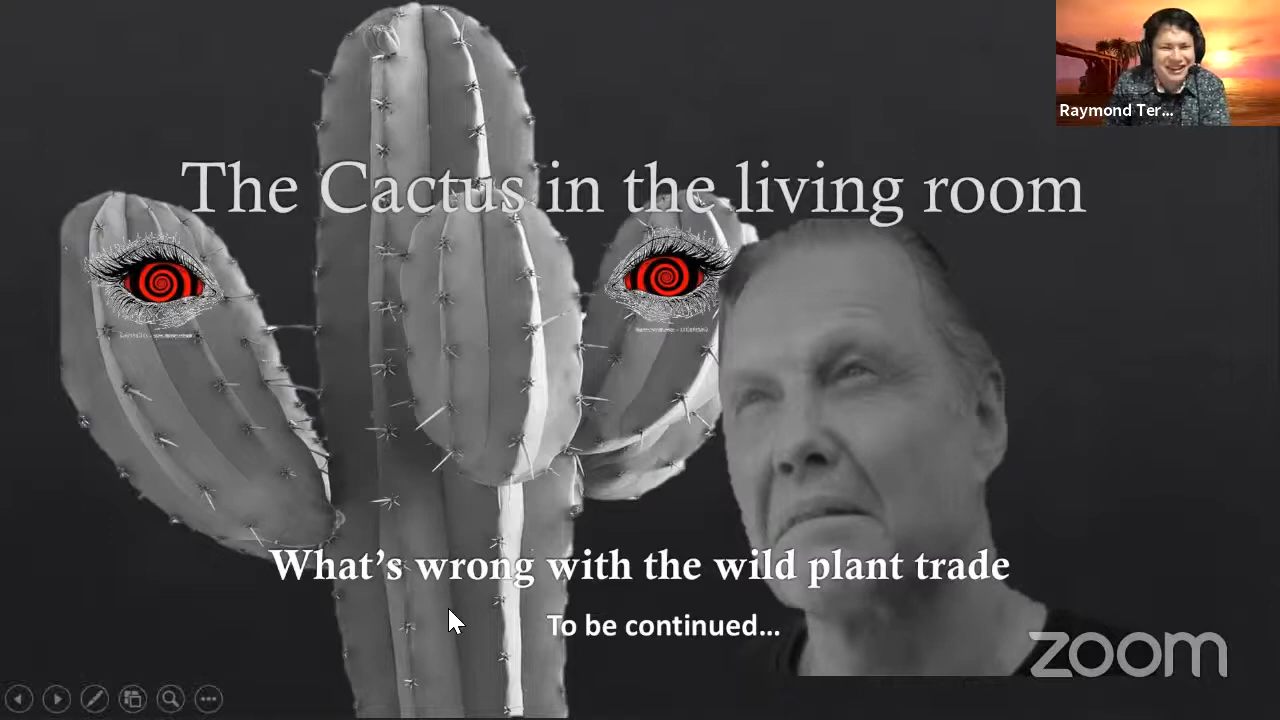 Raymond Ter...
The Cactus in the living room
What's wrong with the wild plant trade
To be continued...
zoom